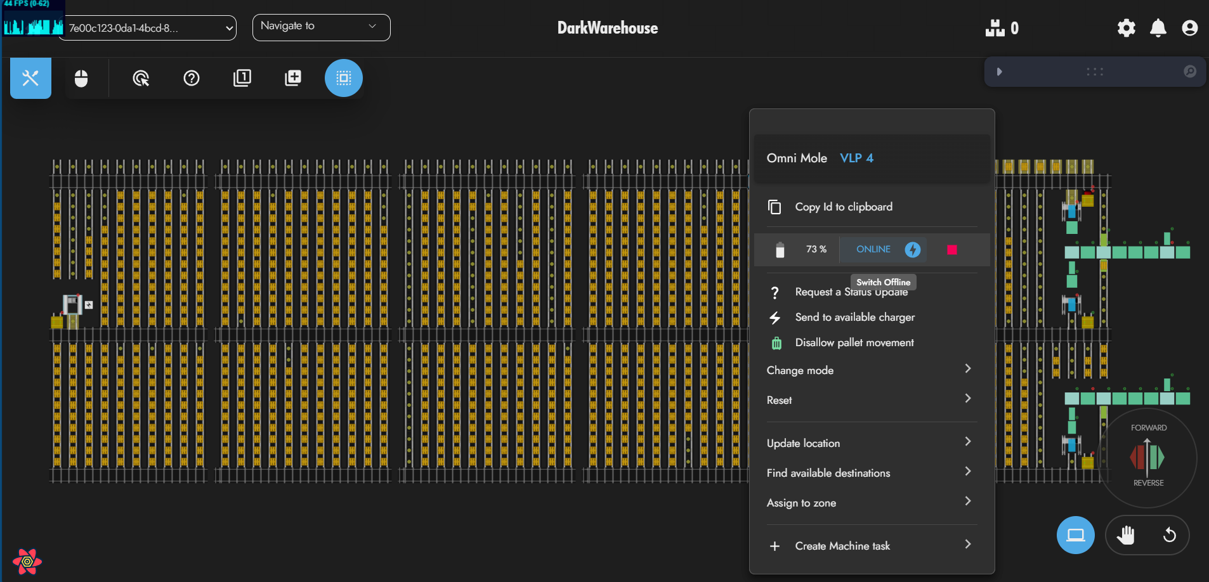 44 FPS (0-62)
7e00c123-0da1-4bcd-8...
Navigate to
DarkWarehouse
0
1
Omni Mole VLP 4
Copy Id to clipboard
73 % ONLINE
Switch Offline
Request a Status Update
Send to available charger
Disallow pallet movement
Change mode
Reset
Update location
Find available destinations
Assign to zone
Create Machine task
FORWARD
REVERSE